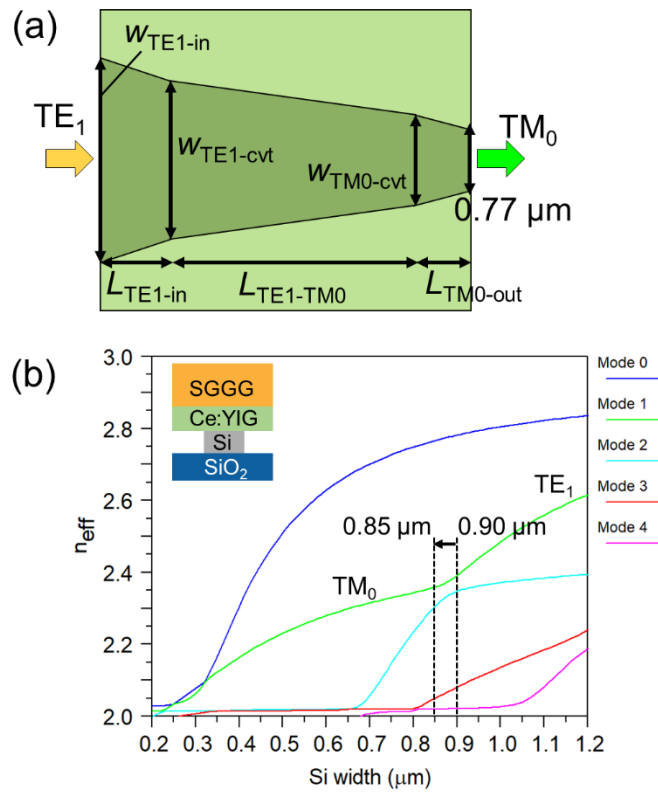 (a)
wTE1-in
TE1
wTE1-cvt
wTM0-cvt
TM0
0.77 μm
LTE1-in
LTE1-TM0
LTM0-out
(b)
3.0
2.8
2.6
2.4
2.2
2.0
neff
SGGG
Ce:YIG
Si
SiO2
0.85 μm
0.90 μm
TE1
TM0
Mode 0
Mode 1
Mode 2
Mode 3
Mode 4
0.2 0.3 0.4 0.5 0.6 0.7 0.8 0.9 1.0 1.1 1.2
Si width (μm)